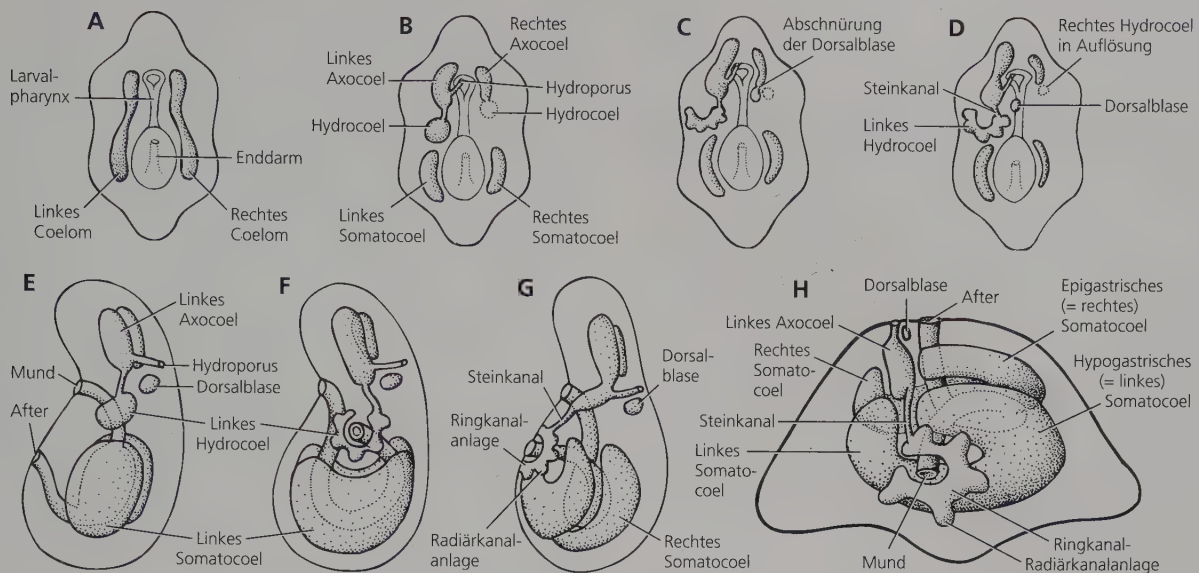 A
Larval-
pharynx
Enddarm
Linkes
Coelom
Rechtes
Coelom
B
Rechtes
Axocoel
Linkes
Axocoel
Hydroporus
Hydrocoel
Hydrocoel
Linkes
Somatocoel
Rechtes
Somatocoel
C
Abschnürung
der Dorsalblase
D
Rechtes Hydrocoel
in Auflösung
Steinkanal
Dorsalblase
Linkes
Hydrocoel
E
Linkes
Axocoel
Hydroporus
Dorsalblase
Mund
After
Linkes
Hydrocoel
Linkes
Somatocoel
F
G
Steinkanal
Dorsal-
blase
Ringkanal-
anlage
Radiärkanal-
anlage
Rechtes
Somatocoel
H
Dorsalblase
After
Linkes Axocoel
Epigastrisches
(= rechtes)
Somatocoel
Rechtes
Somato-
coel
Hypogastrisches
(= linkes)
Somatocoel
Steinkanal
Linkes
Somato-
coel
Mund
Ringkanal-
Radiärkanalanlage